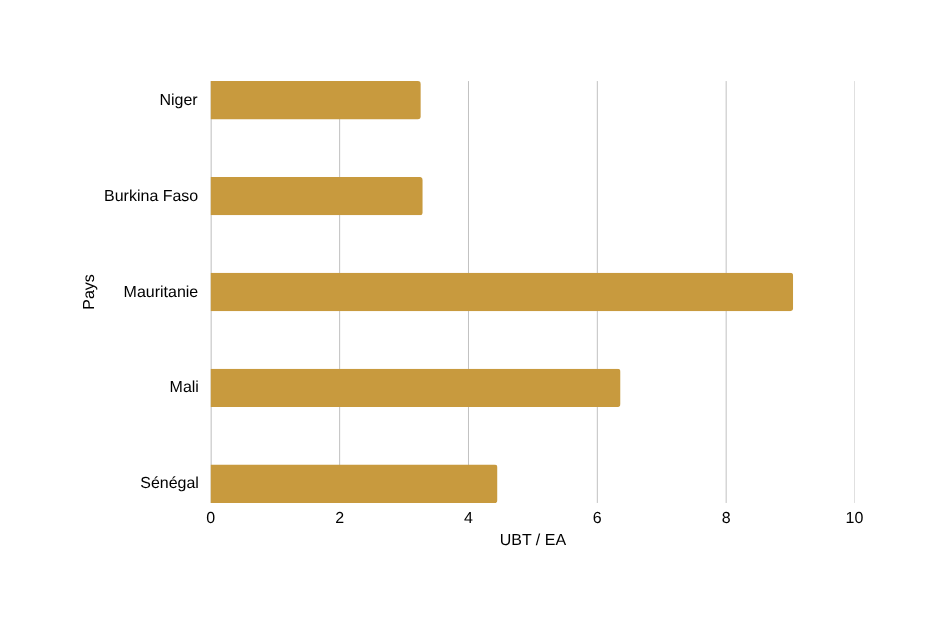 Niger
Burkina Faso
Pays
Mauritanie
Mali
Sénégal
0 2 4 6 8 10
UBT / EA